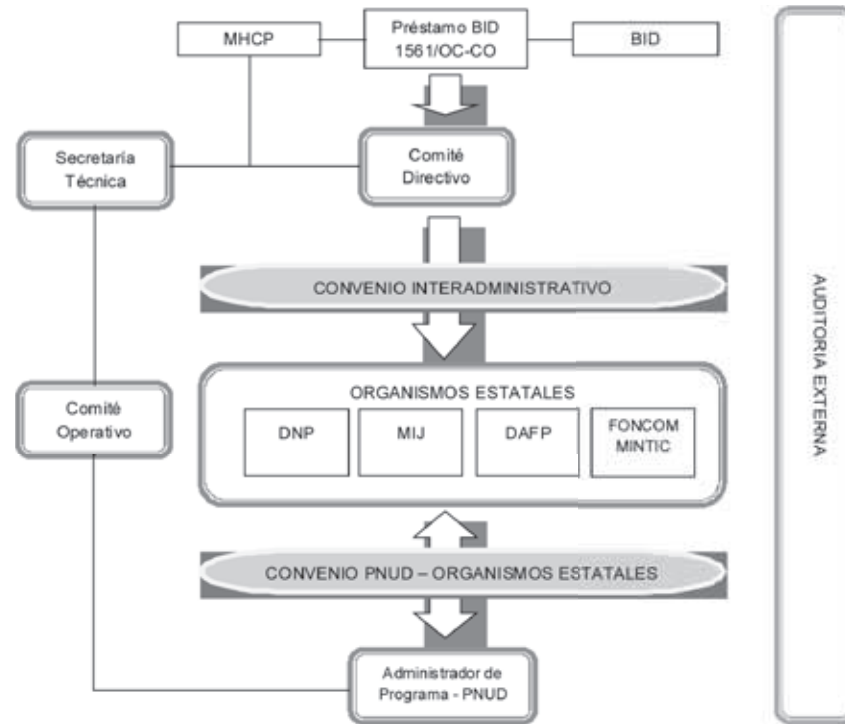 MHCP
Préstamo BID
1561/OC-CO
BID
Secretaría
Técnica
Comité
Directivo
CONVENIO INTERADMINISTRATIVO
ORGANISMOS ESTATALES
DNP
MIJ
DAFP
FONCOM
MINTIC
Comité
Operativo
CONVENIO PNUD – ORGANISMOS ESTATALES
Administrador de
Programa - PNUD
AUDITORIA EXTERNA